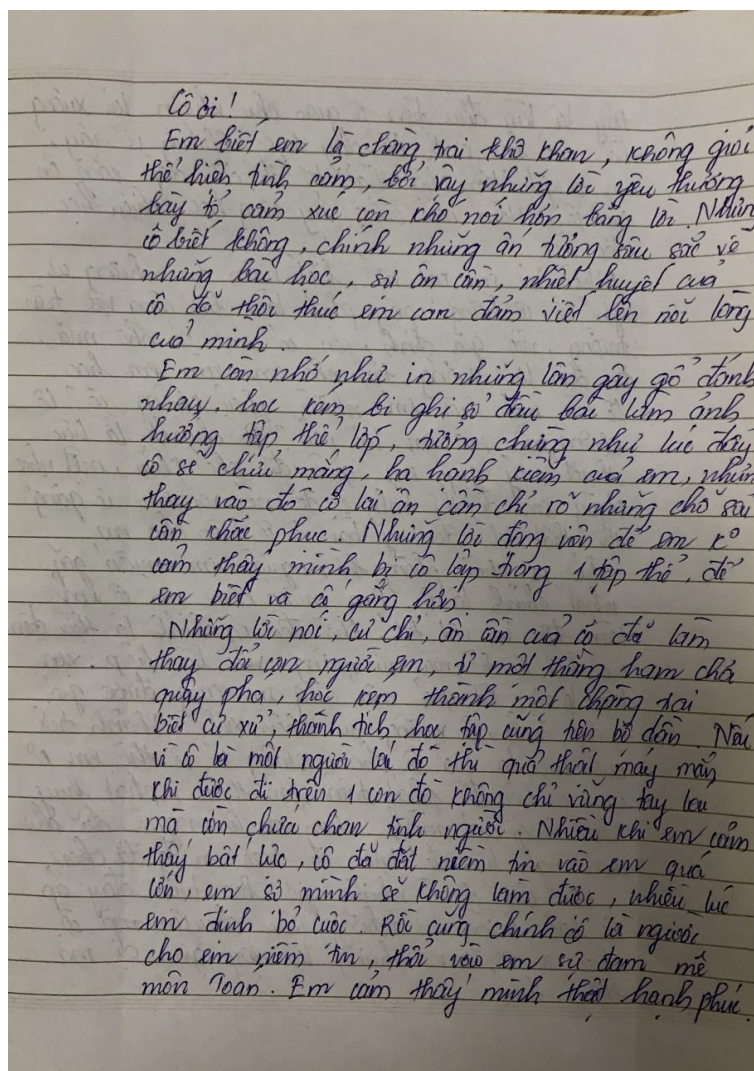 Cô ơi!
Em biết em là chàng trai khô khan, không giỏi
thể hiện tình cảm, bởi vậy những lời yêu thương
bày tỏ cảm xúc còn khó nói hơn bằng lời. Nhưng
cô biết không, chính những ấn tượng sâu sắc về
những bài học, sự ân cần, nhiệt huyết của
cô đã thôi thúc em can đảm viết lên nỗi lòng
của mình.
Em còn nhớ như in những lần gây gổ đánh
nhau, học kém bị ghi sổ đầu bài làm ảnh
hưởng tập thể lớp, tưởng chừng như lúc đấy
cô sẽ chửi mắng, hạ hạnh kiểm của em, nhưn
thay vào đó cô lại ân cần chỉ rõ những chỗ sai
cần khắc phục. Những lời động viên để em ko
cảm thấy mình bị cô lập trong 1 tập thể, để
em biết và cố gắng hơn.
Những lời nói, cử chỉ, ân cần của cô đã làm
thay đổi con người em, từ một thằng ham chơi
quậy phá, học kém thành một chàng trai
biết cư xử, thành tích học tập cũng tiến bộ dần. Nếu
ví cô là một người lái đò thì quả thật máy mắn
khi được đi trên 1 con đò không chỉ vững tay lái
mà còn chứa chan tình người. Nhiều khi em cảm
thấy bất lực, cô đã đặt niềm tin vào em quá
lớn, em sợ mình sẽ không làm được, nhiều lúc
em định bỏ cuộc. Rồi cũng chính cô là người
cho em niềm tin, thổi vào em sự đam mê
môn Toán. Em cảm thấy mình thật hạnh phúc.